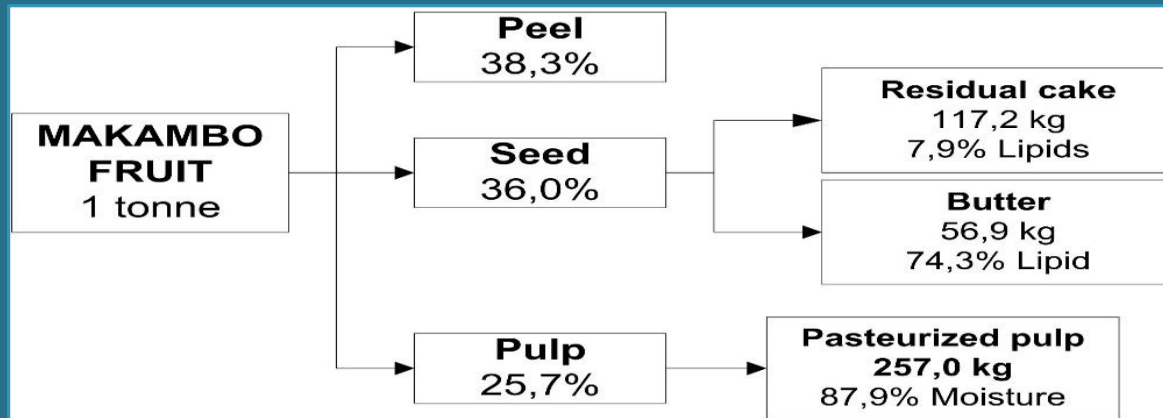 MAKAMBO
FRUIT
1 tonne
Peel
38,3%
Seed
36,0%
Pulp
25,7%
Residual cake
117,2 kg
7,9% Lipids
Butter
56,9 kg
74,3% Lipid
Pasteurized pulp
257,0 kg
87,9% Moisture